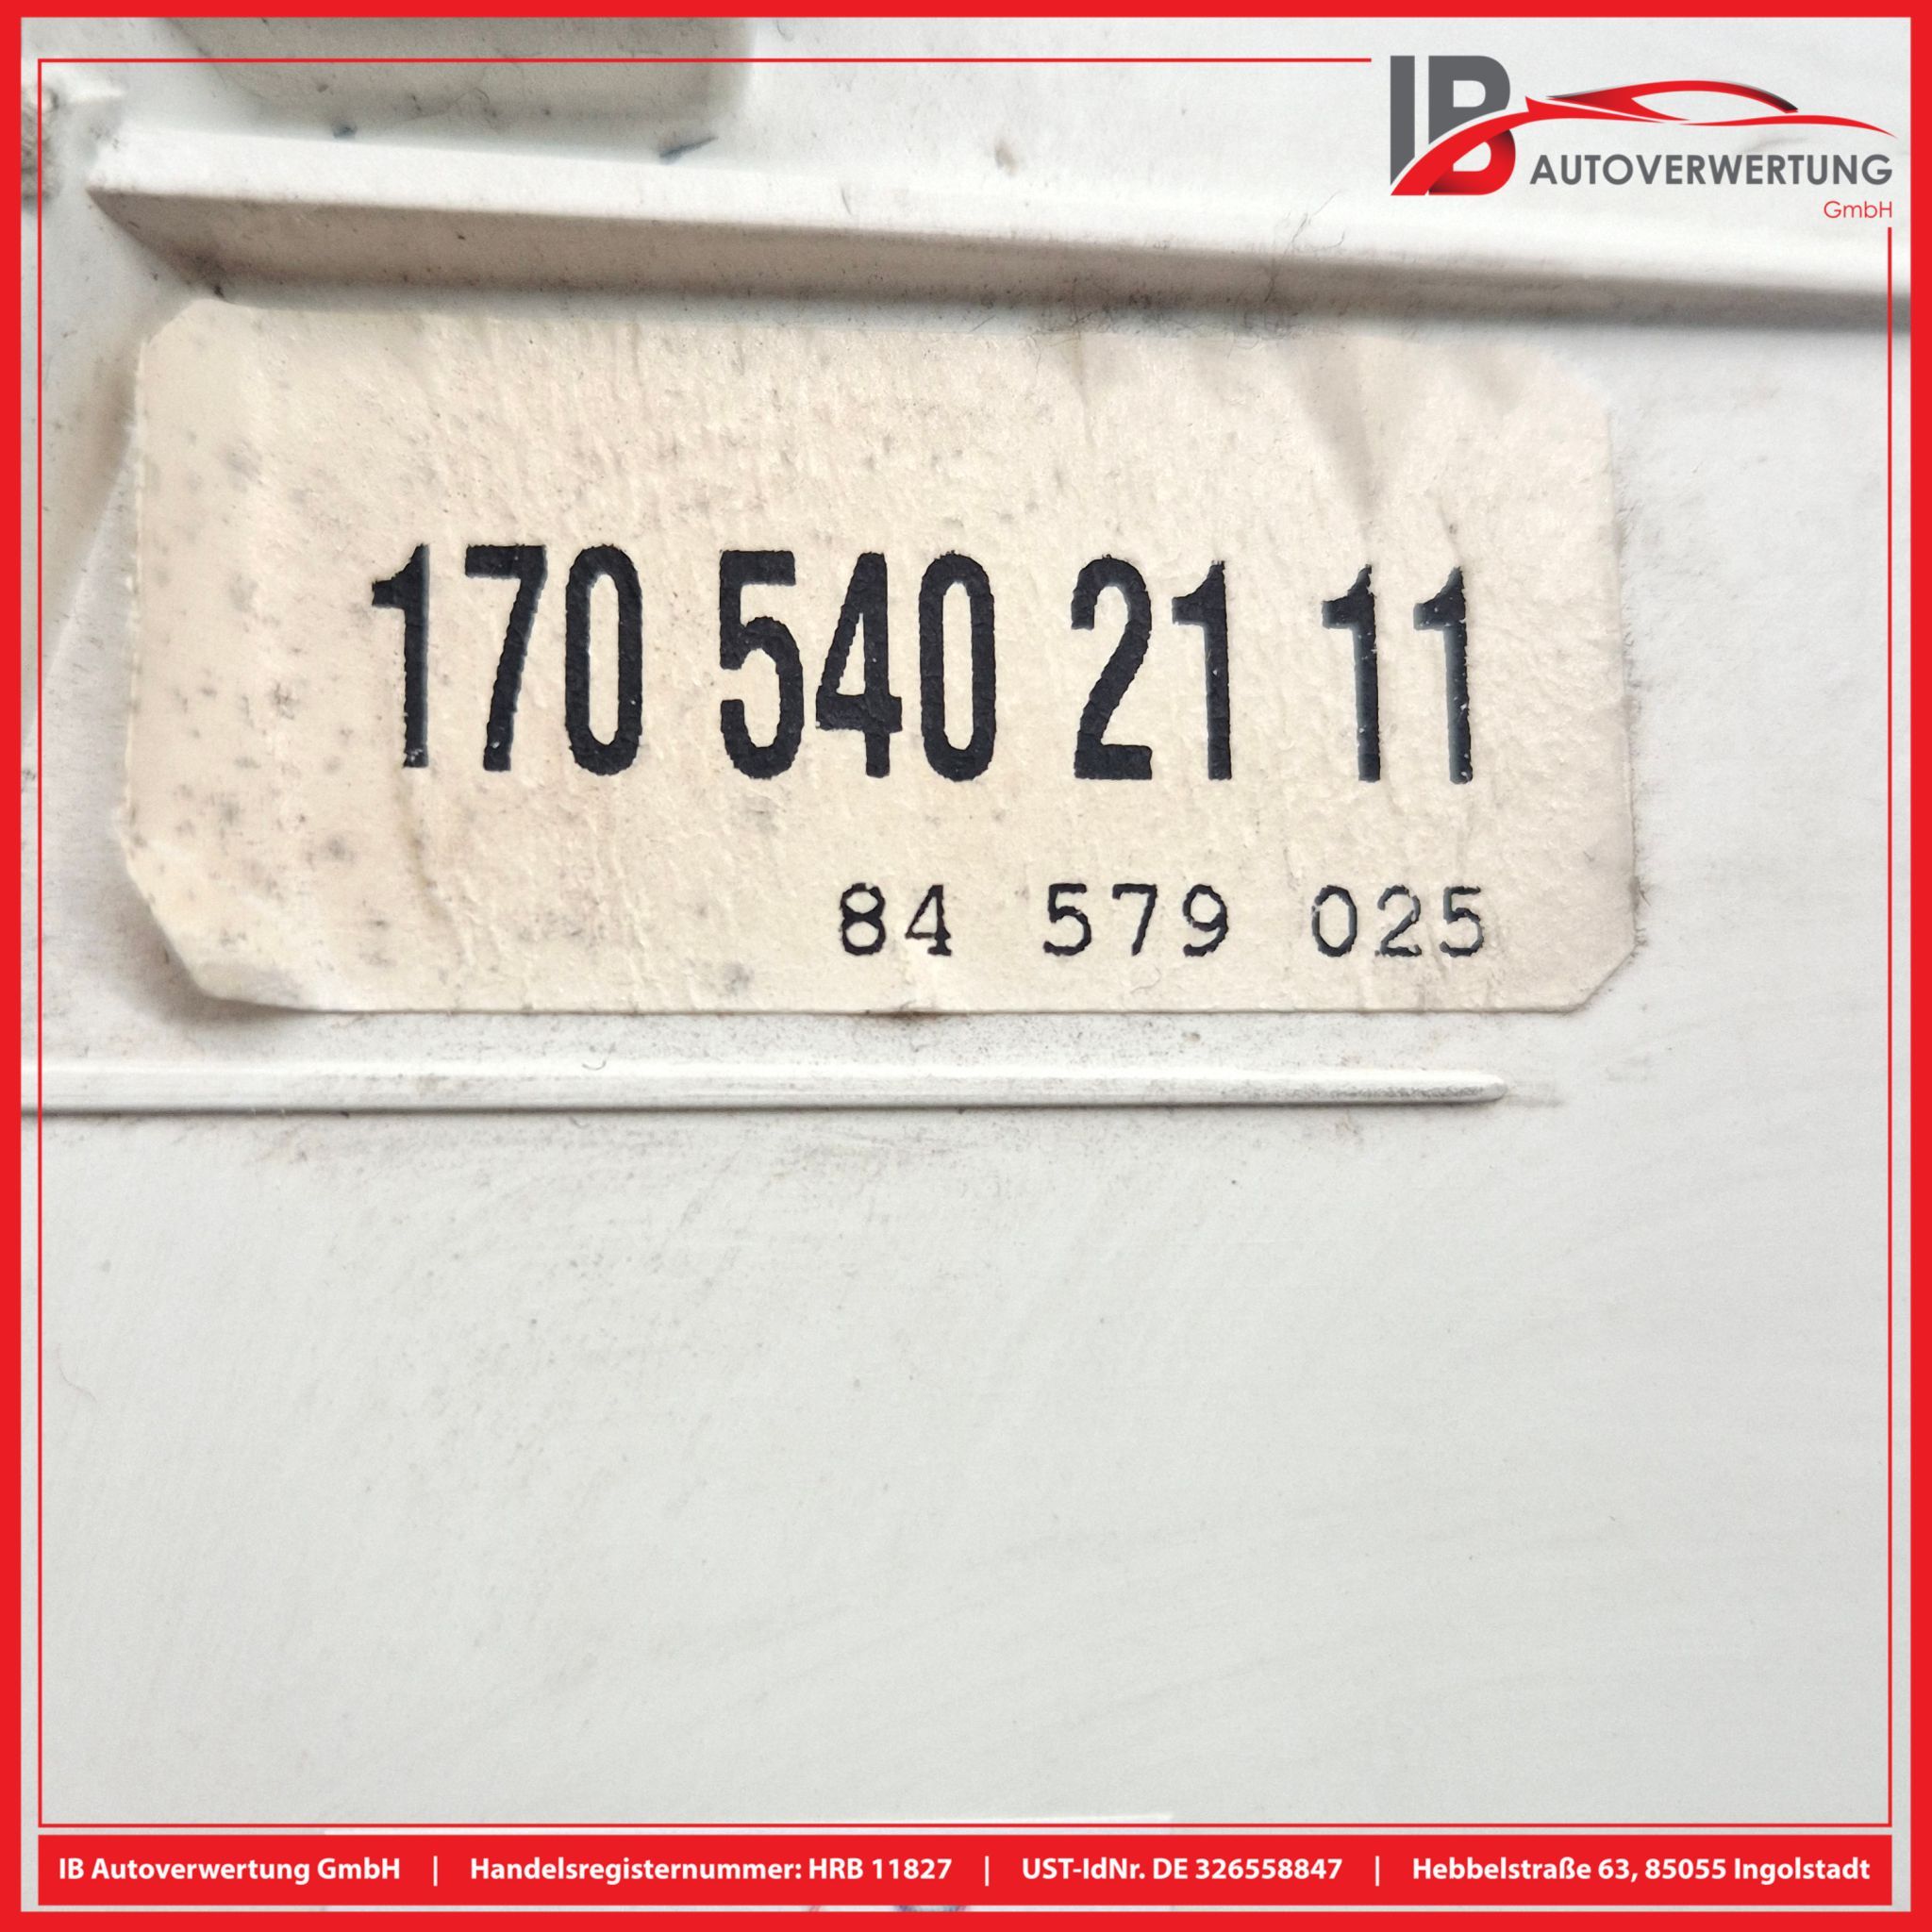 IB
AUTOVERWERTUNG
GmbH
170 540 21 11
84 579 025
IB Autoverwertung GmbH | Handelsregisternummer: HRB 11827 | UST-IdNr. DE 326558847 | Hebbelstraße 63, 85055 Ingolstadt